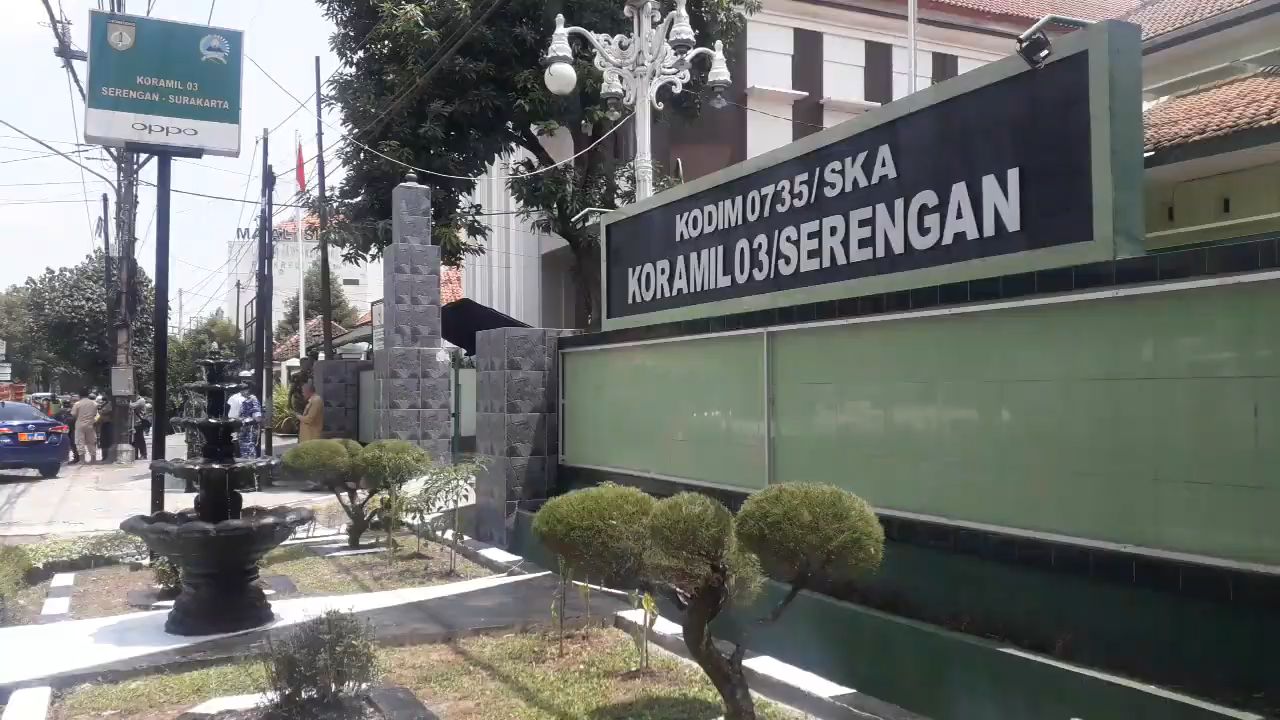 KORAMIL 03
SERENGAN - SURAKARTA
oppo
KODIM 0735/SKA
KORAMIL 03/SERENGAN